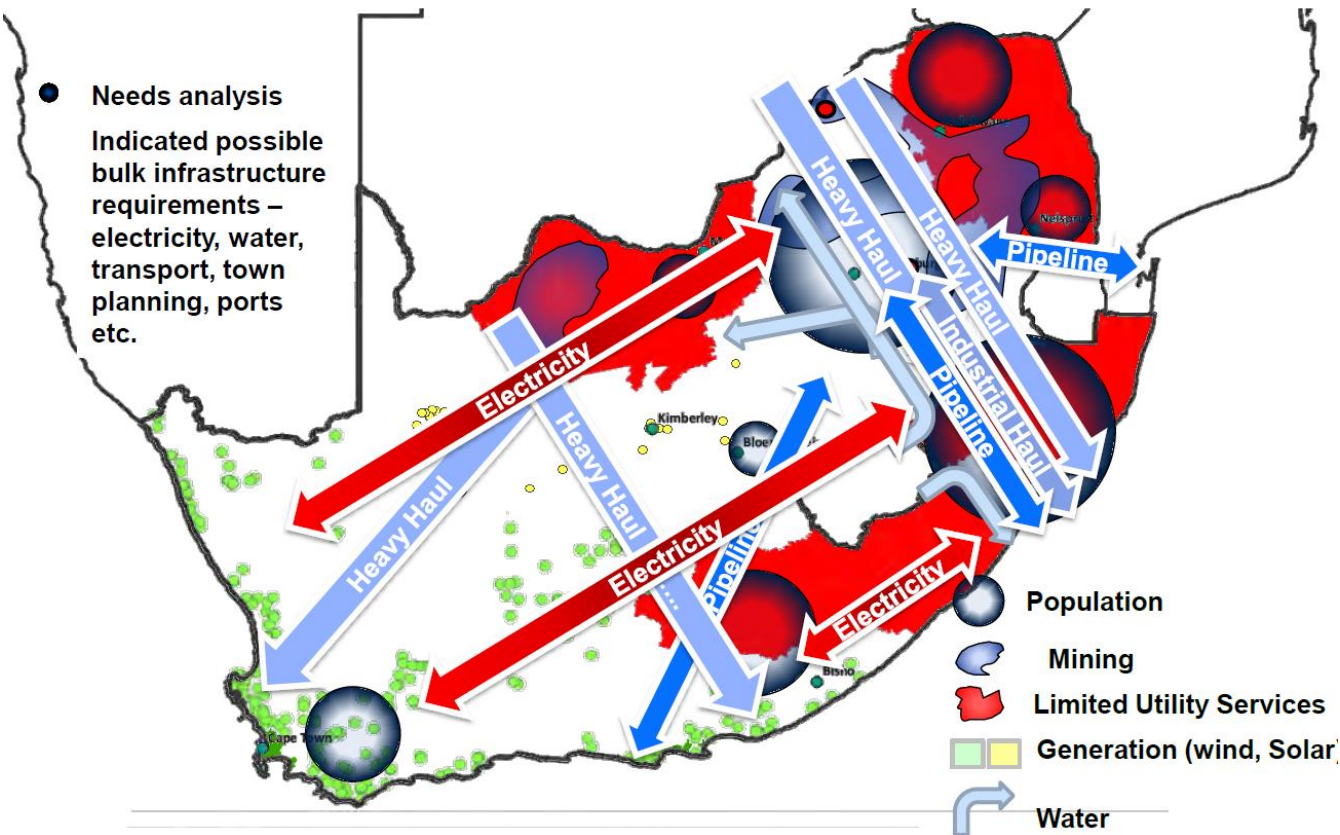 Needs analysis
Indicated possible
bulk infrastructure
requirements –
electricity, water,
transport, town
planning, ports
etc.
Heavy Haul
Heavy Haul
Pipeline
Industrial Haul
Pipeline
Electricity
Kimberley
Heavy Haul
Heavy Haul
....
Electricity
Pipeline
Electricity
Bisho
Cape Town
Population
Mining
Limited Utility Services
Generation (wind, Solar)
Water